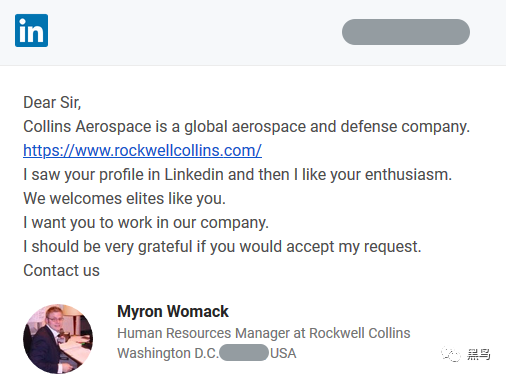 in
Dear Sir,
Collins Aerospace is a global aerospace and defense company.
https://www.rockwellcollins.com/
I saw your profile in Linkedin and then I like your enthusiasm.
We welcomes elites like you.
I want you to work in our company.
I should be very grateful if you would accept my request.
Contact us
Myron Womack
Human Resources Manager at Rockwell Collins
Washington D.C. USA
黑鸟